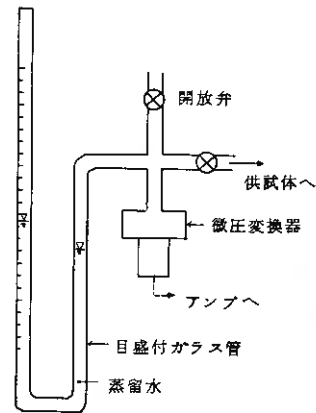 開放弁
供試体へ
微圧変換器
アンプへ
目盛付ガラス管
蒸留水